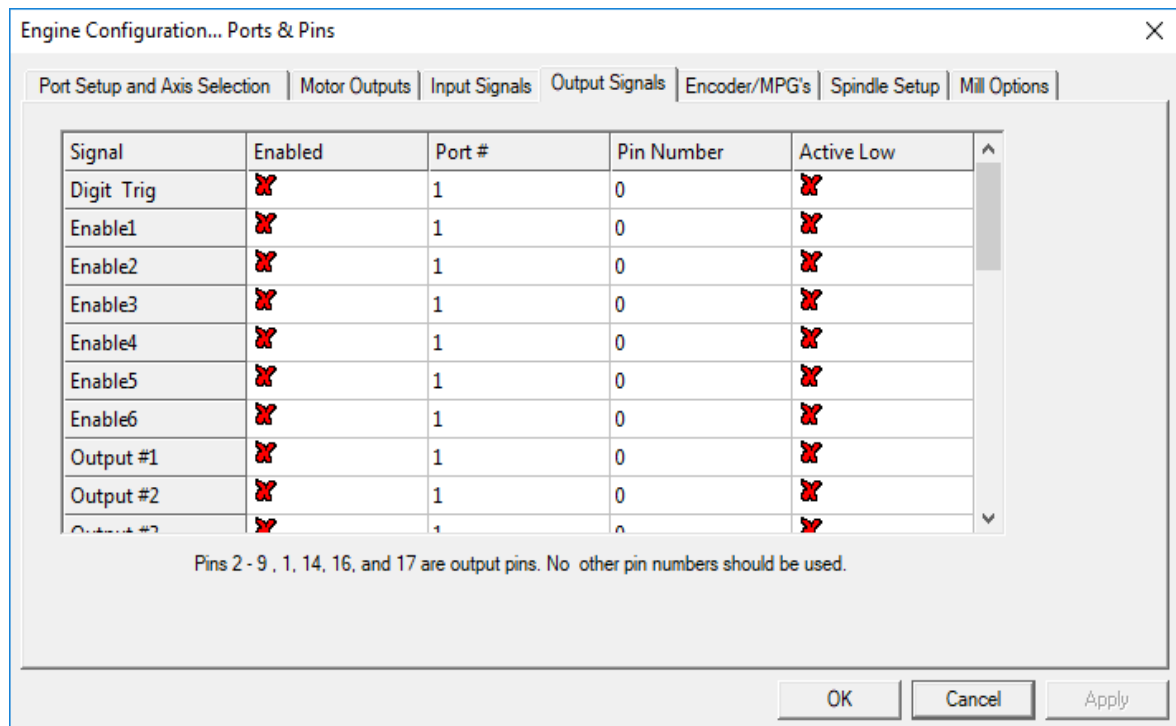 Engine Configuration... Ports & Pins
Port Setup and Axis Selection Motor Outputs Input Signals Output Signals Encoder/MPG's Spindle Setup Mill Options
Signal Enabled Port # Pin Number Active Low
Digit Trig 1 0
Enable1 1 0
Enable2 1 0
Enable3 1 0
Enable4 1 0
Enable5 1 0
Enable6 1 0
Output #1 1 0
Output #2 1 0
Output #3 1 0
Pins 2 - 9 , 1, 14, 16, and 17 are output pins. No other pin numbers should be used.
OK Cancel Apply